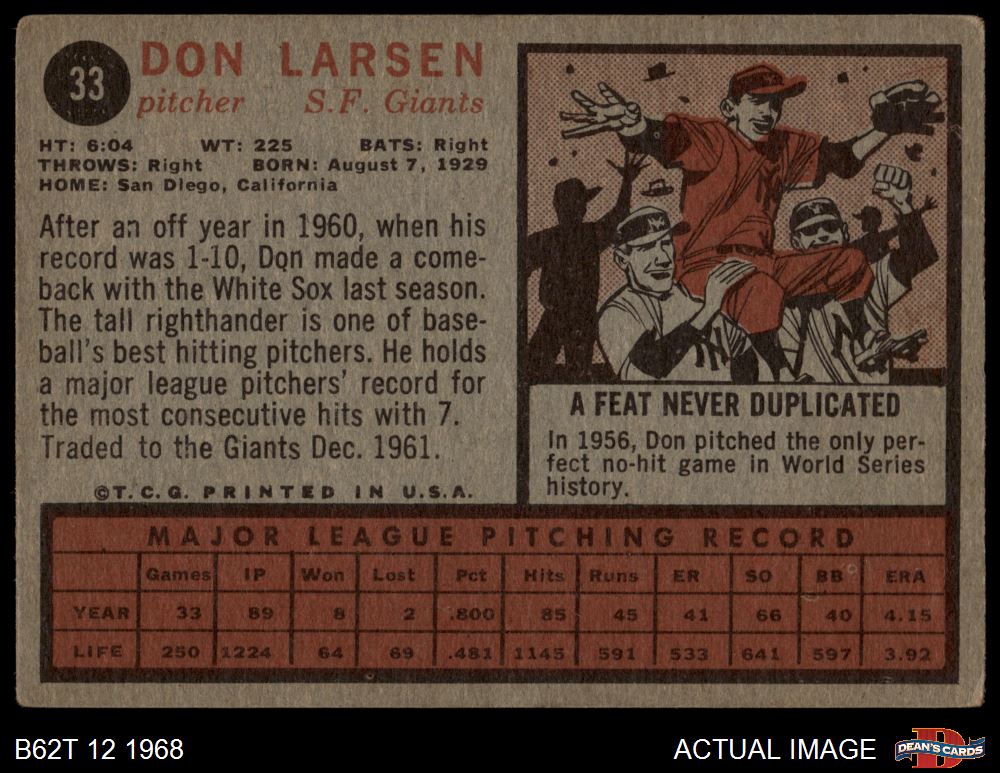 33
DON LARSEN
pitcher S.F. Giants
HT: 6:04 WT: 225 BATS: Right
THROWS: Right BORN: August 7, 1929
HOME: San Diego, California
After an off year in 1960, when his
record was 1-10, Don made a come-
back with the White Sox last season.
The tall righthander is one of base-
ball's best hitting pitchers. He holds
a major league pitchers' record for
the most consecutive hits with 7.
Traded to the Giants Dec. 1961.
©T.C.G. PRINTED IN U.S.A.
NY
A FEAT NEVER DUPLICATED
In 1956, Don pitched the only per-
fect no-hit game in World Series
history.
MAJOR LEAGUE PITCHING RECORD
Games IP Won Lost Pct Hits Runs ER SO BB ERA
YEAR 33 89 8 2 .800 85 45 41 66 40 4.15
LIFE 250 1224 64 69 .481 1145 591 533 641 597 3.92
B62T 12 1968
ACTUAL IMAGE
D
DEAN'S CARDS